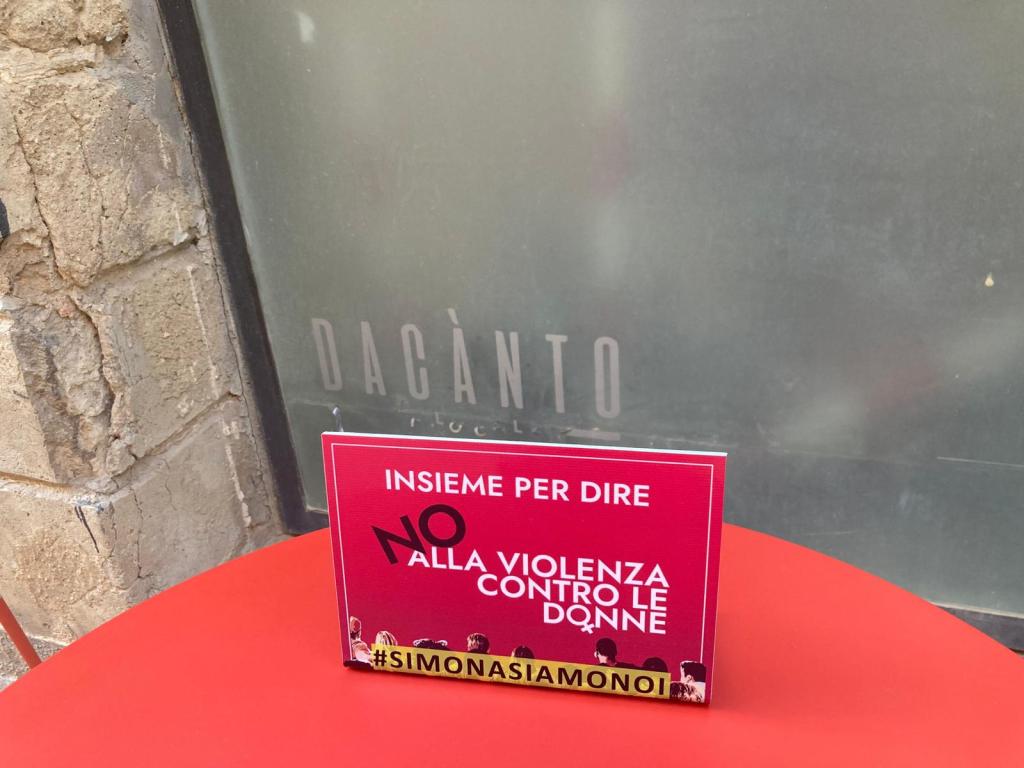 DACÀNTO
INSIEME PER DIRE
NO
ALLA VIOLENZA
CONTRO LE
DONNE
#SIMONASIAMONOI